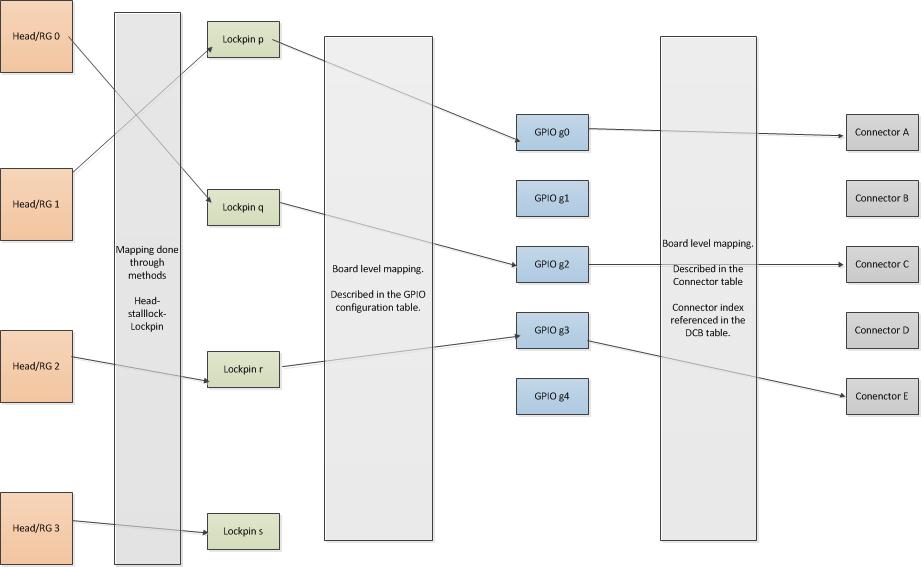 Head/RG 0
Head/RG 1
Head/RG 2
Head/RG 3
Mapping done
through
methods
Head-
stalllock-
Lockpin
Lockpin p
Lockpin q
Lockpin r
Lockpin s
Board level mapping.
Described in the GPIO
configuration table.
GPIO g0
GPIO g1
GPIO g2
GPIO g3
GPIO g4
Board level mapping.
Described in the
Connector table
Connector index
referenced in the
DCB table.
Connector A
Connector B
Connector C
Connector D
Conenctor E